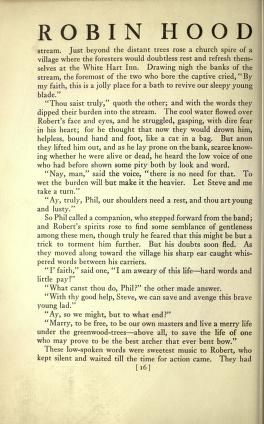 ROBIN HOOD
stream. Just beyond the distant trees rose a church spire of a
village where the foresters would doubtless rest and refresh them-
selves at the White Hart Inn. Drawing nigh the banks of the
stream, the foremost of the two who bore the captive cried, "By
my faith, this is a jolly place for a bath to revive our sleepy young
blade."
"Thou saist truly," quoth the other; and with the words they
dipped their burden into the stream. The cool water flowed over
Robert's face and eyes, and he struggled, gasping, with dire fear
in his heart; for he thought that now they would drown him,
helpless, bound hand and foot, like a cat in a bag. But anon
they lifted him out, and as he lay prone on the bank, scarce know-
ing whether he were alive or dead, he heard the low voice of one
who had before shown some pity both by look and word.
"Nay, man," said the voice, "there is no need for that. To
wet the burden will but make it the heavier. Let Steve and me
take a turn."
"Ay, truly, Phil, our shoulders need a rest, and thou art young
and lusty."
So Phil called a companion, who stepped forward from the band;
and Robert's spirits rose to find some semblance of gentleness
among these men, though truly he feared that this might be but a
trick to torment him further. But his doubts soon fled. As
they moved along toward the village his sharp ear caught whis-
pered words between his carriers.
"I' faith," said one, "I am aweary of this life—hard words and
little pay!"
"What canst thou do, Phil?" the other made answer.
"With thy good help, Steve, we can save and avenge this brave
young lad."
"Ay, so we might, but to what end?"
"Marry, to be free, to be our own masters and live a merry life
under the greenwood-trees—above all, to save the life of one
who may prove to be the best archer that ever bent bow."
These low-spoken words were sweetest music to Robert, who
kept silent and waited till the time for action came. They had
[16]